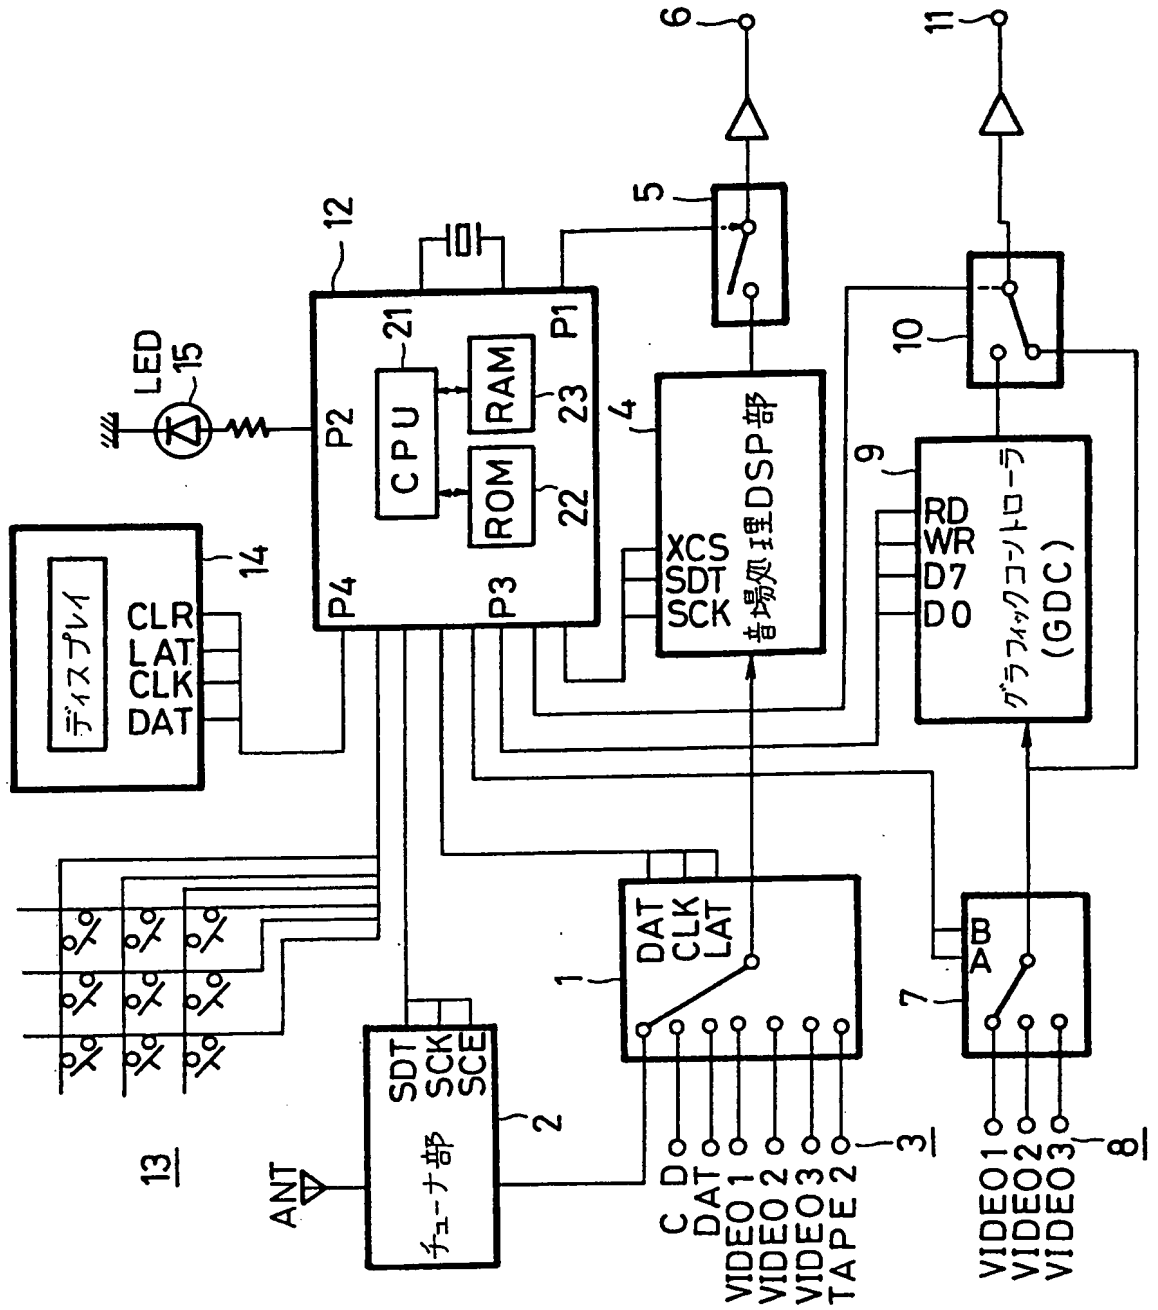 13
ANT
チューナ部
SDT
SCK
SCE
2
ディスプレイ
CLR
LAT
CLK
DAT
14
LED
15
12
P4
P2
P3
P1
CPU
21
ROM
22
RAM
23
C D
DAT
VIDEO1
VIDEO2
VIDEO3
TAPE2
3
1
DAT
CLK
LAT
4
XCS
SDT
SCK
音場処理DSP部
5
6
VIDEO1
VIDEO2
VIDEO3
8
7
B
A
9
RD
WR
D7
D0
グラフィックコントローラ
(GDC)
10
11